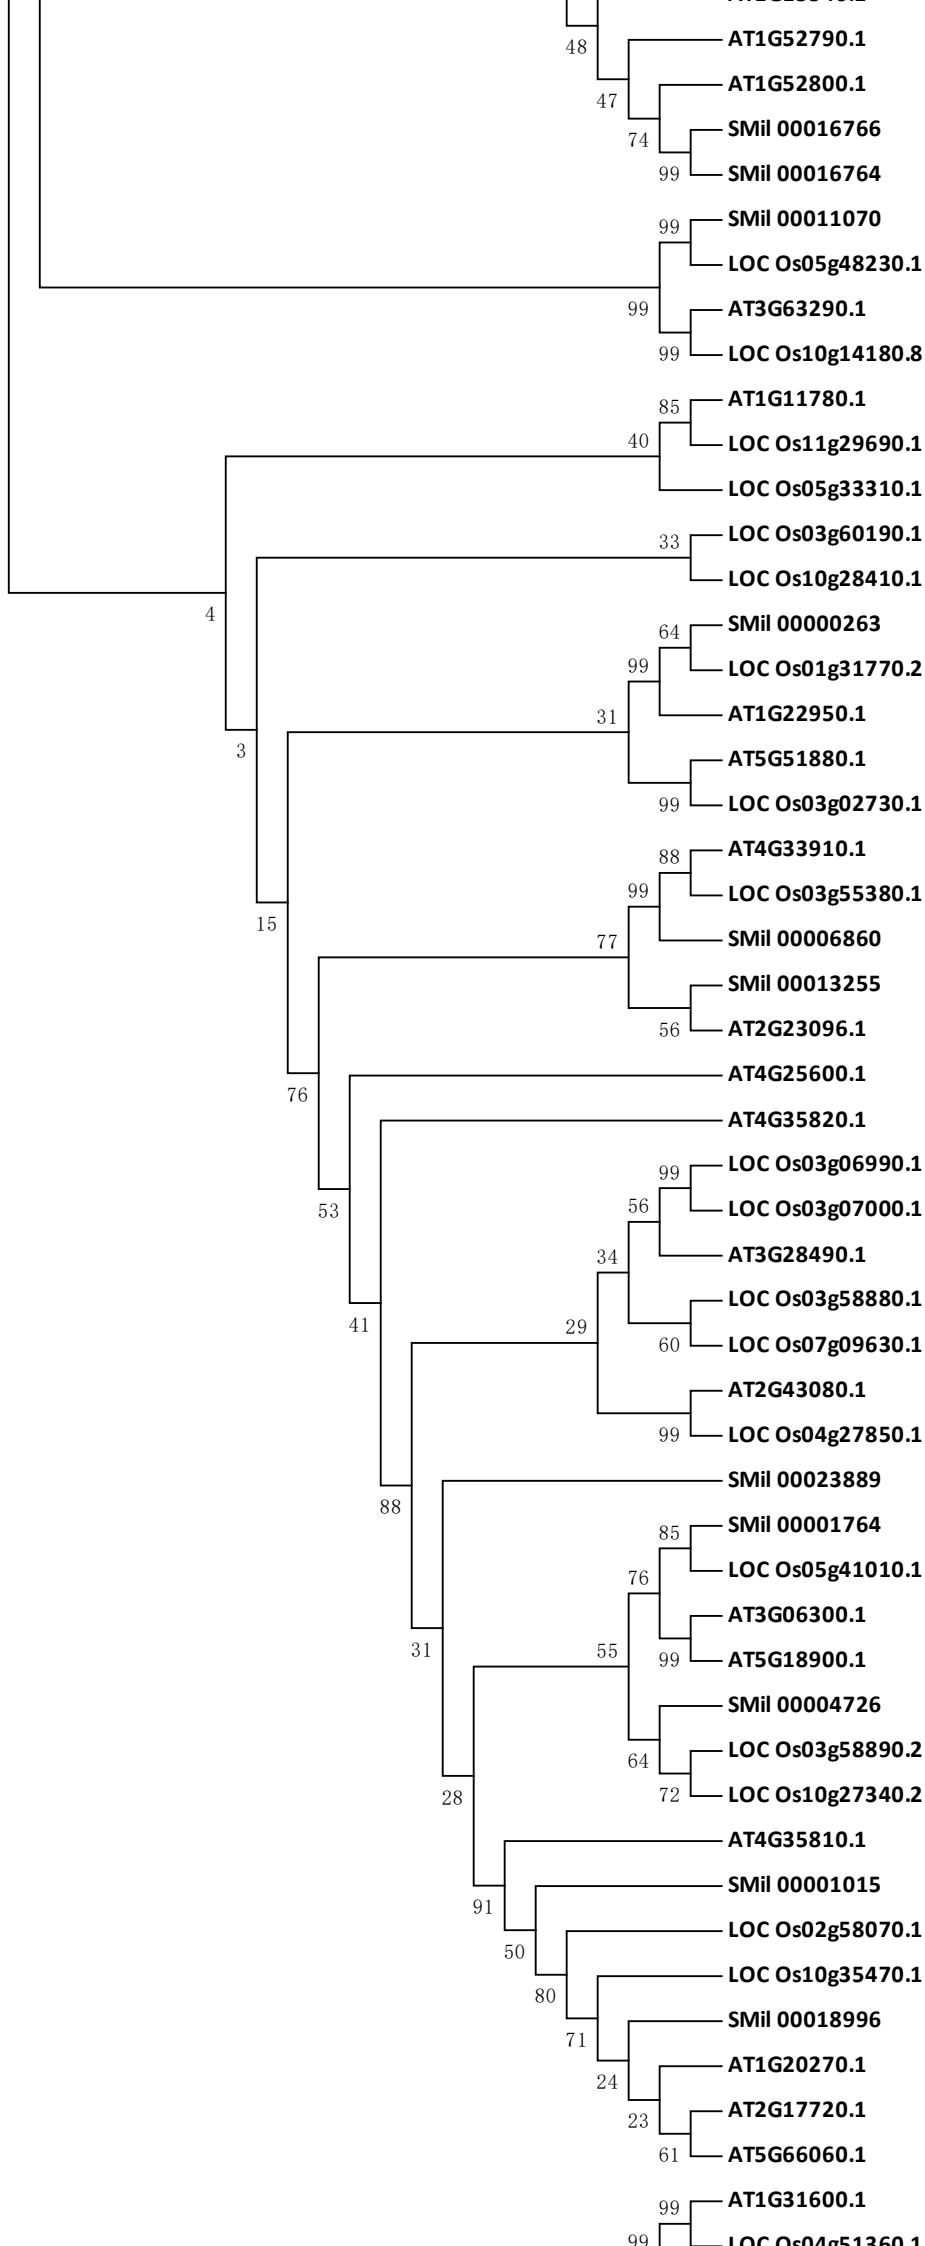 AT1G52790.1
48
AT1G52800.1
47
SMil 00016766
74
SMil 00016764
99
SMil 00011070
99
LOC Os05g48230.1
AT3G63290.1
99
LOC Os10g14180.8
99
AT1G11780.1
85
LOC Os11g29690.1
40
LOC Os05g33310.1
LOC Os03g60190.1
33
LOC Os10g28410.1
4
SMil 00000263
64
LOC Os01g31770.2
99
AT1G22950.1
31
3
AT5G51880.1
LOC Os03g02730.1
99
AT4G33910.1
88
LOC Os03g55380.1
99
15
SMil 00006860
77
SMil 00013255
AT2G23096.1
56
AT4G25600.1
76
AT4G35820.1
LOC Os03g06990.1
99
LOC Os03g07000.1
56
53
AT3G28490.1
34
LOC Os03g58880.1
41
29
LOC Os07g09630.1
60
AT2G43080.1
LOC Os04g27850.1
99
SMil 00023889
88
SMil 00001764
85
LOC Os05g41010.1
76
AT3G06300.1
31
55
AT5G18900.1
99
SMil 00004726
LOC Os03g58890.2
64
LOC Os10g27340.2
28
72
AT4G35810.1
SMil 00001015
91
LOC Os02g58070.1
50
LOC Os10g35470.1
80
SMil 00018996
71
AT1G20270.1
24
AT2G17720.1
23
AT5G66060.1
61
AT1G31600.1
99
99
LOC Os04g51360.1